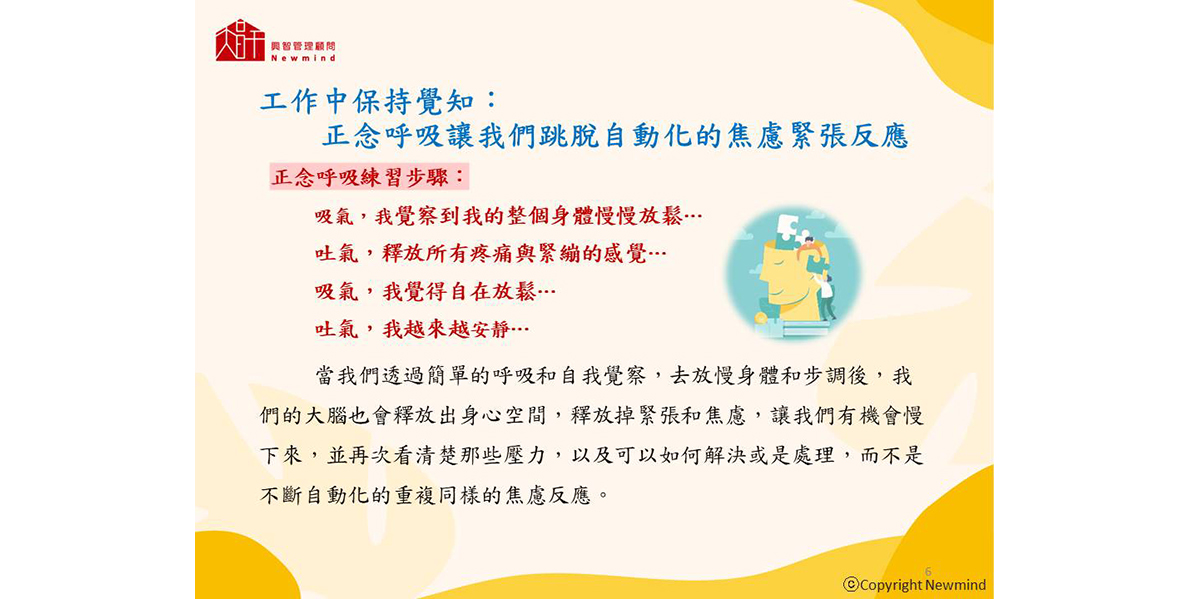 興智管理顧問
Newmind
工作中保持覺知：
正念呼吸讓我們跳脫自動化的焦慮緊張反應
正念呼吸練習步驟：
吸氣，我覺察到我的整個身體慢慢放鬆…
吐氣，釋放所有疼痛與緊繃的感覺…
吸氣，我覺得自在放鬆…
吐氣，我越來越安靜…
當我們透過簡單的呼吸和自我覺察，去放慢身體和步調後，我
們的大腦也會釋放出身心空間，釋放掉緊張和焦慮，讓我們有機會慢
下來，並再次看清楚那些壓力，以及可以如何解決或是處理，而不是
不斷自動化的重複同樣的焦慮反應。
6
©Copyright Newmind